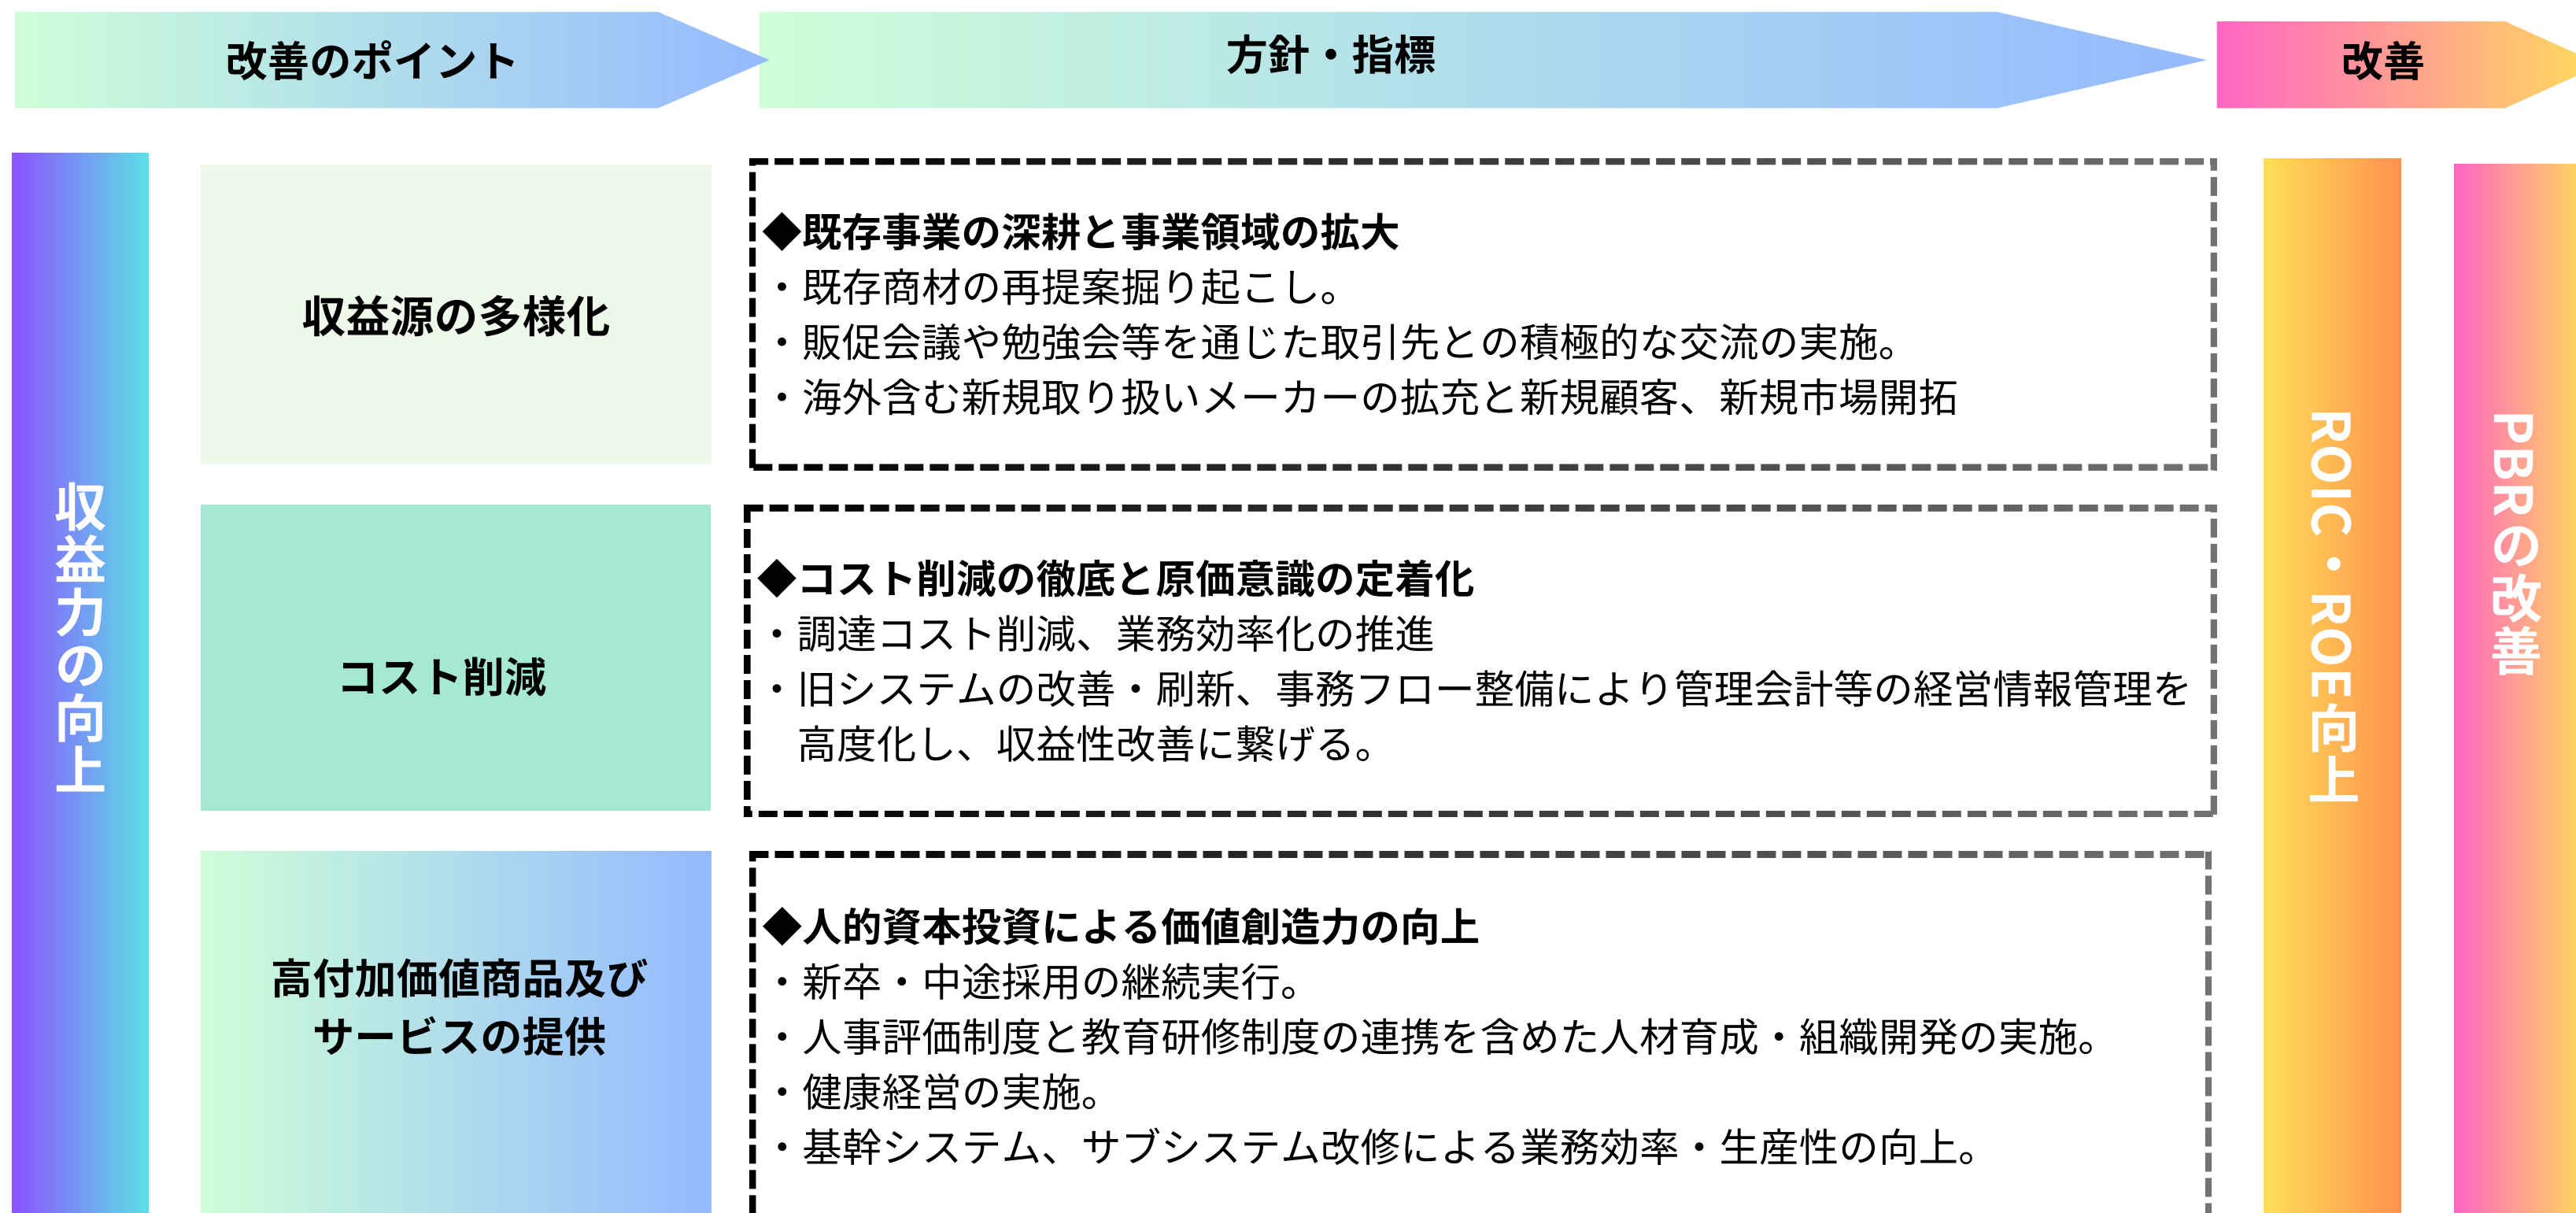 改善のポイント
方針・指標
改善
収益力の向上
収益源の多様化
◆既存事業の深耕と事業領域の拡大
・既存商材の再提案掘り起こし。
・販促会議や勉強会等を通じた取引先との積極的な交流の実施。
・海外含む新規取り扱いメーカーの拡充と新規顧客、新規市場開拓
コスト削減
◆コスト削減の徹底と原価意識の定着化
・調達コスト削減、業務効率化の推進
・旧システムの改善・刷新、事務フロー整備により管理会計等の経営情報管理を
高度化し、収益性改善に繋げる。
高付加価値商品及び
サービスの提供
◆人的資本投資による価値創造力の向上
・新卒・中途採用の継続実行。
・人事評価制度と教育研修制度の連携を含めた人材育成・組織開発の実施。
・健康経営の実施。
・基幹システム、サブシステム改修による業務効率・生産性の向上。
ROIC・ROE向上
PBRの改善